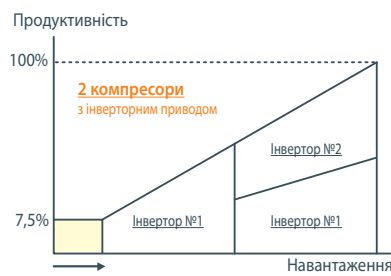 Продуктивність
100%
2 компресори
з інверторним приводом
Інвертор №2
7,5%
Інвертор №1
Інвертор №1
Навантаження